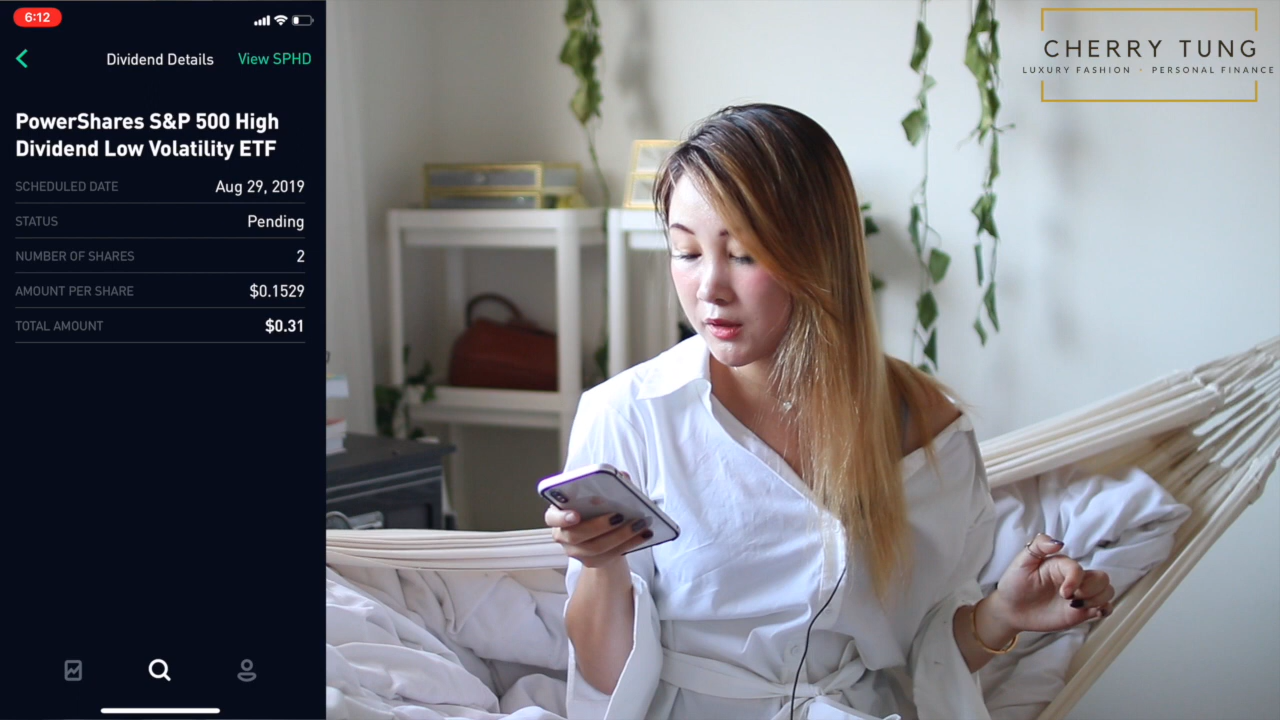 6:12
Dividend Details
View SPHD
PowerShares S&P 500 High
Dividend Low Volatility ETF
SCHEDULED DATE Aug 29, 2019
STATUS Pending
NUMBER OF SHARES 2
AMOUNT PER SHARE $0.1529
TOTAL AMOUNT $0.31
CHERRY TUNG
LUXURY FASHION · PERSONAL FINANCE